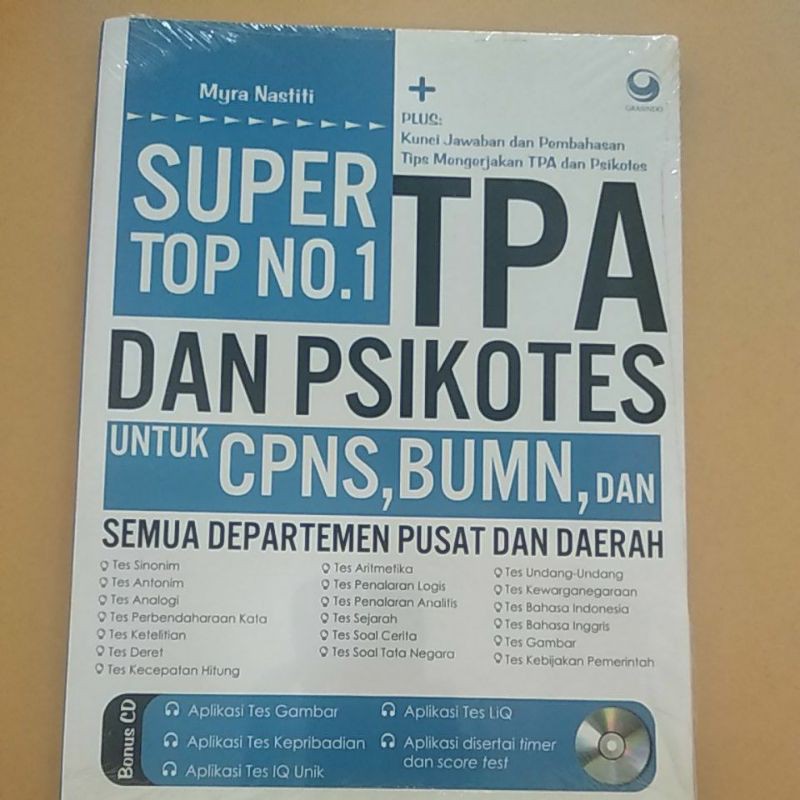 Myra Nastiti
SUPER
TOP NO.1
+
PLUS:
Kunci Jawaban dan Pembahasan
Tips Mengerjakan TPA dan Psikotes
GRASINDO
TPA
DAN PSIKOTES
UNTUK CPNS, BUMN, DAN
SEMUA DEPARTEMEN PUSAT DAN DAERAH
Tes Sinonim
Tes Antonim
Tes Analogi
Tes Perbendaharaan Kata
Tes Ketelitian
Tes Deret
Tes Kecepatan Hitung
Tes Aritmetika
Tes Penalaran Logis
Tes Penalaran Analitis
Tes Sejarah
Tes Soal Cerita
Tes Soal Tata Negara
Tes Undang-Undang
Tes Kewarganegaraan
Tes Bahasa Indonesia
Tes Bahasa Inggris
Tes Gambar
Tes Kebijakan Pemerintah
Bonus CD
Aplikasi Tes Gambar
Aplikasi Tes Kepribadian
Aplikasi Tes IQ Unik
Aplikasi Tes LiQ
Aplikasi disertai timer
dan score test